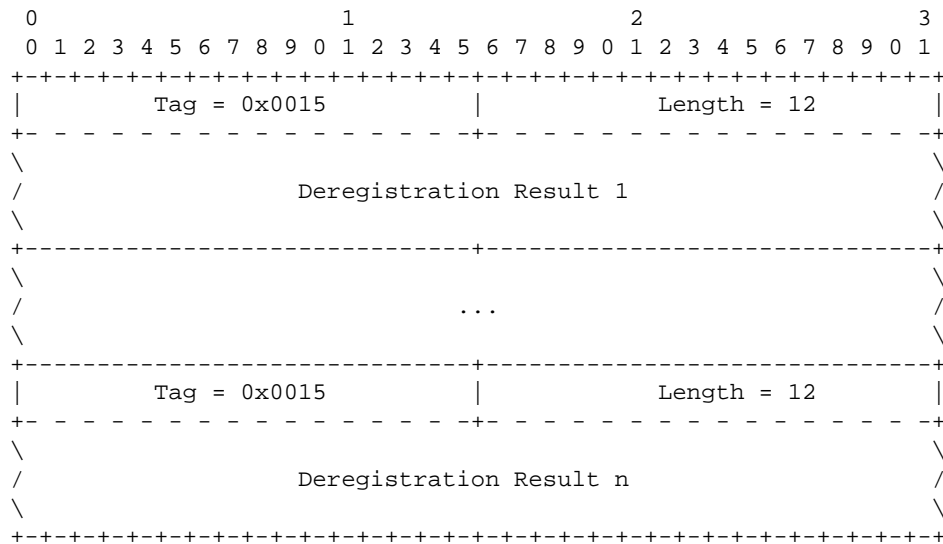 0                   1                   2                   3
 0 1 2 3 4 5 6 7 8 9 0 1 2 3 4 5 6 7 8 9 0 1 2 3 4 5 6 7 8 9 0 1
+-+-+-+-+-+-+-+-+-+-+-+-+-+-+-+-+-+-+-+-+-+-+-+-+-+-+-+-+-+-+-+-+
|         Tag = 0x0015          |            Length = 12        |
+- - - - - - - - - - - - - - - -+- - - - - - - - - - - - - - - -+
\                                                               \
/                   Deregistration Result 1                     /
\                                                               \
+-------------------------------+-------------------------------+
\                                                               \
/                              ...                              /
\                                                               \
+-------------------------------+-------------------------------+
|         Tag = 0x0015          |            Length = 12        |
+- - - - - - - - - - - - - - - -+- - - - - - - - - - - - - - - -+
\                                                               \
/                   Deregistration Result n                     /
\                                                               \
+-+-+-+-+-+-+-+-+-+-+-+-+-+-+-+-+-+-+-+-+-+-+-+-+-+-+-+-+-+-+-+-+